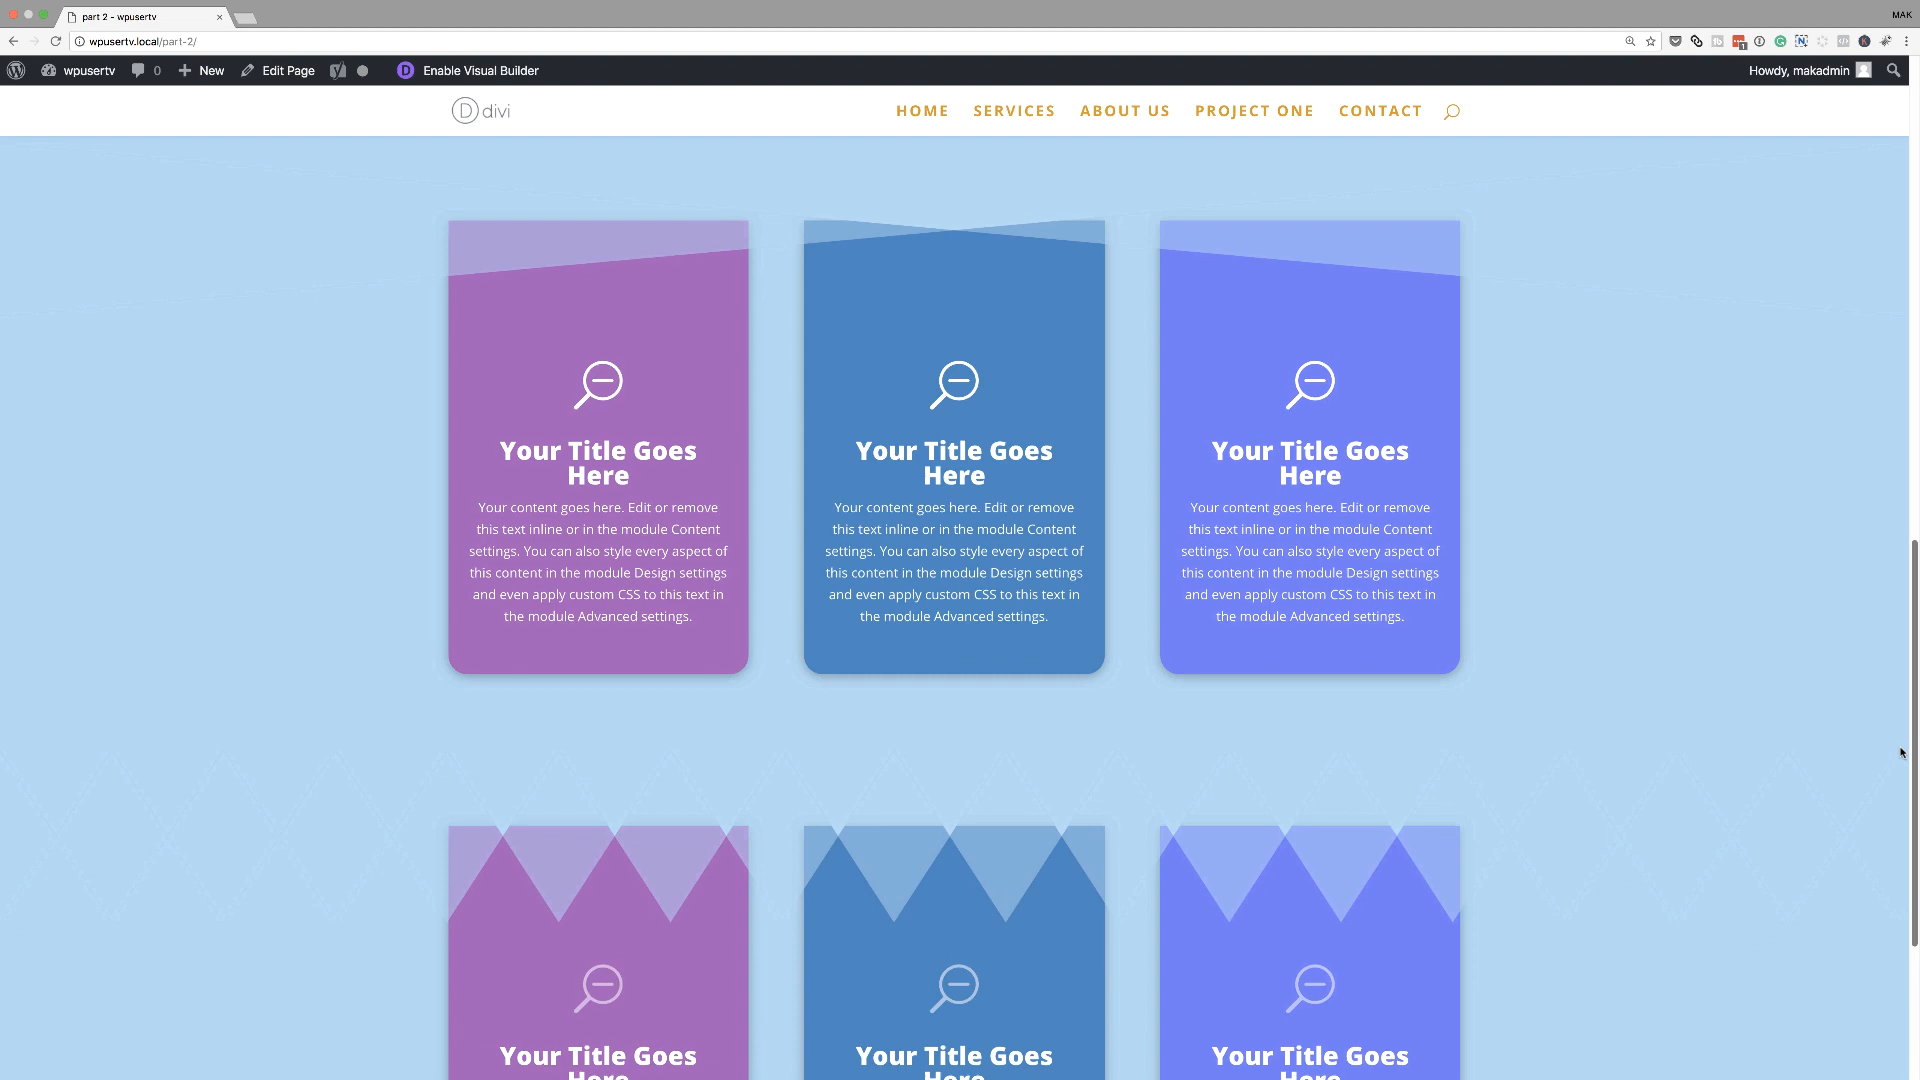 part 2 - wpusertv
MAK
wpusertv.local/part-2/
wpusertv 0 New Edit Page Enable Visual Builder Howdy, makadmin
D divi HOME SERVICES ABOUT US PROJECT ONE CONTACT
Your Title Goes
Here
Your content goes here. Edit or remove
this text inline or in the module Content
settings. You can also style every aspect of
this content in the module Design settings
and even apply custom CSS to this text in
the module Advanced settings.
Your Title Goes
Here
Your content goes here. Edit or remove
this text inline or in the module Content
settings. You can also style every aspect of
this content in the module Design settings
and even apply custom CSS to this text in
the module Advanced settings.
Your Title Goes
Here
Your content goes here. Edit or remove
this text inline or in the module Content
settings. You can also style every aspect of
this content in the module Design settings
and even apply custom CSS to this text in
the module Advanced settings.
Your Title Goes
Here
Your Title Goes
Here
Your Title Goes
Here